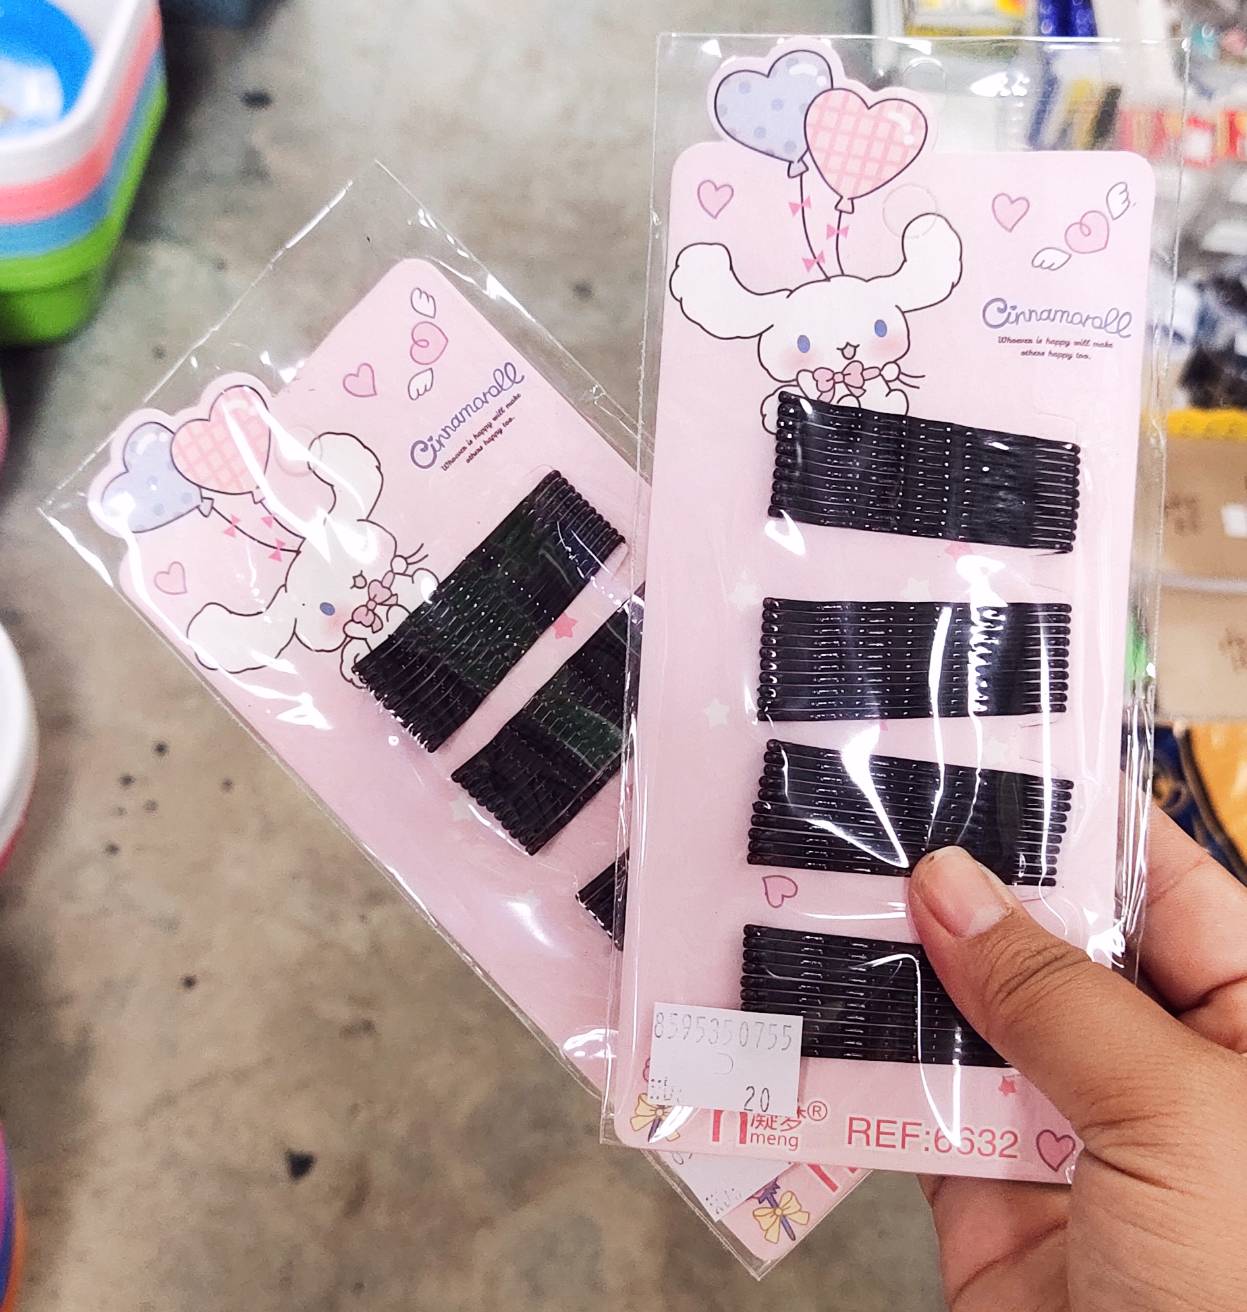 Cinnamoroll
Whoever is happy will make
others happy too.
Cinnamoroll
Whoever is happy will make
others happy too.
8595350755
20
凝梦®
meng
REF:6632